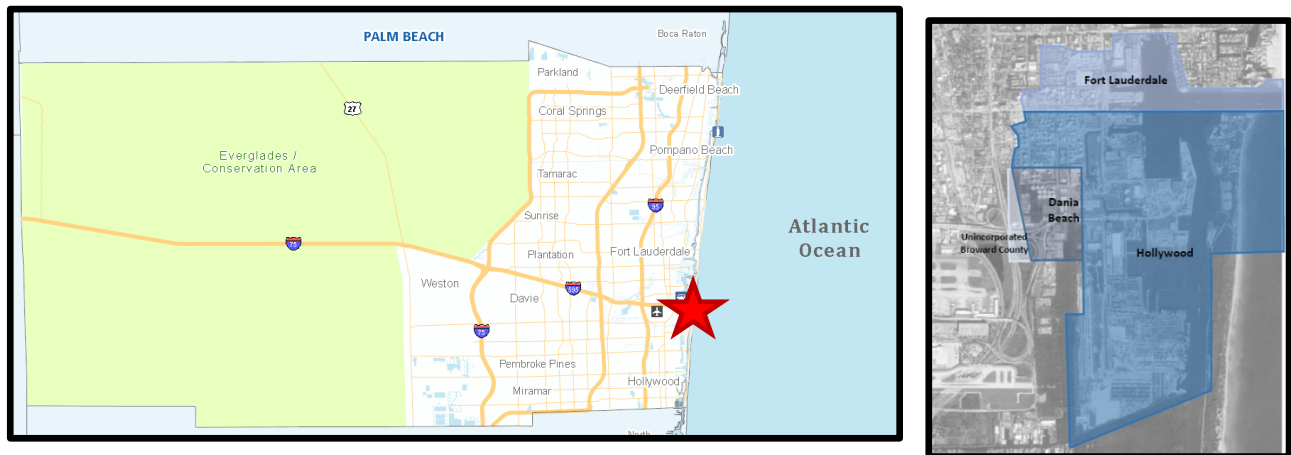 PALM BEACH
Boca Raton
Parkland
27
Deerfield Beach
Coral Springs
Pompano Beach
Everglades /
Conservation Area
Tamarac
95
Sunrise
Atlantic
Ocean
75
Plantation
Fort Lauderdale
Weston
595
Davie
75
Pembroke Pines
Hollywood
Miramar
North
Fort Lauderdale
Dania
Beach
Unincorporated
Broward County
Hollywood